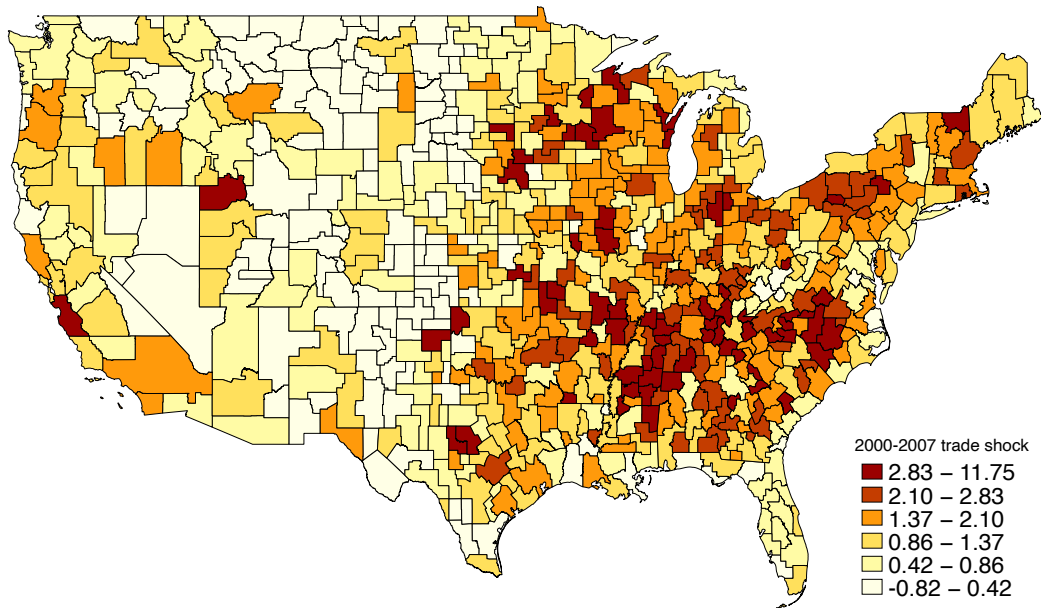 2000-2007 trade shock
2.83 – 11.75
2.10 – 2.83
1.37 – 2.10
0.86 – 1.37
0.42 – 0.86
-0.82 – 0.42